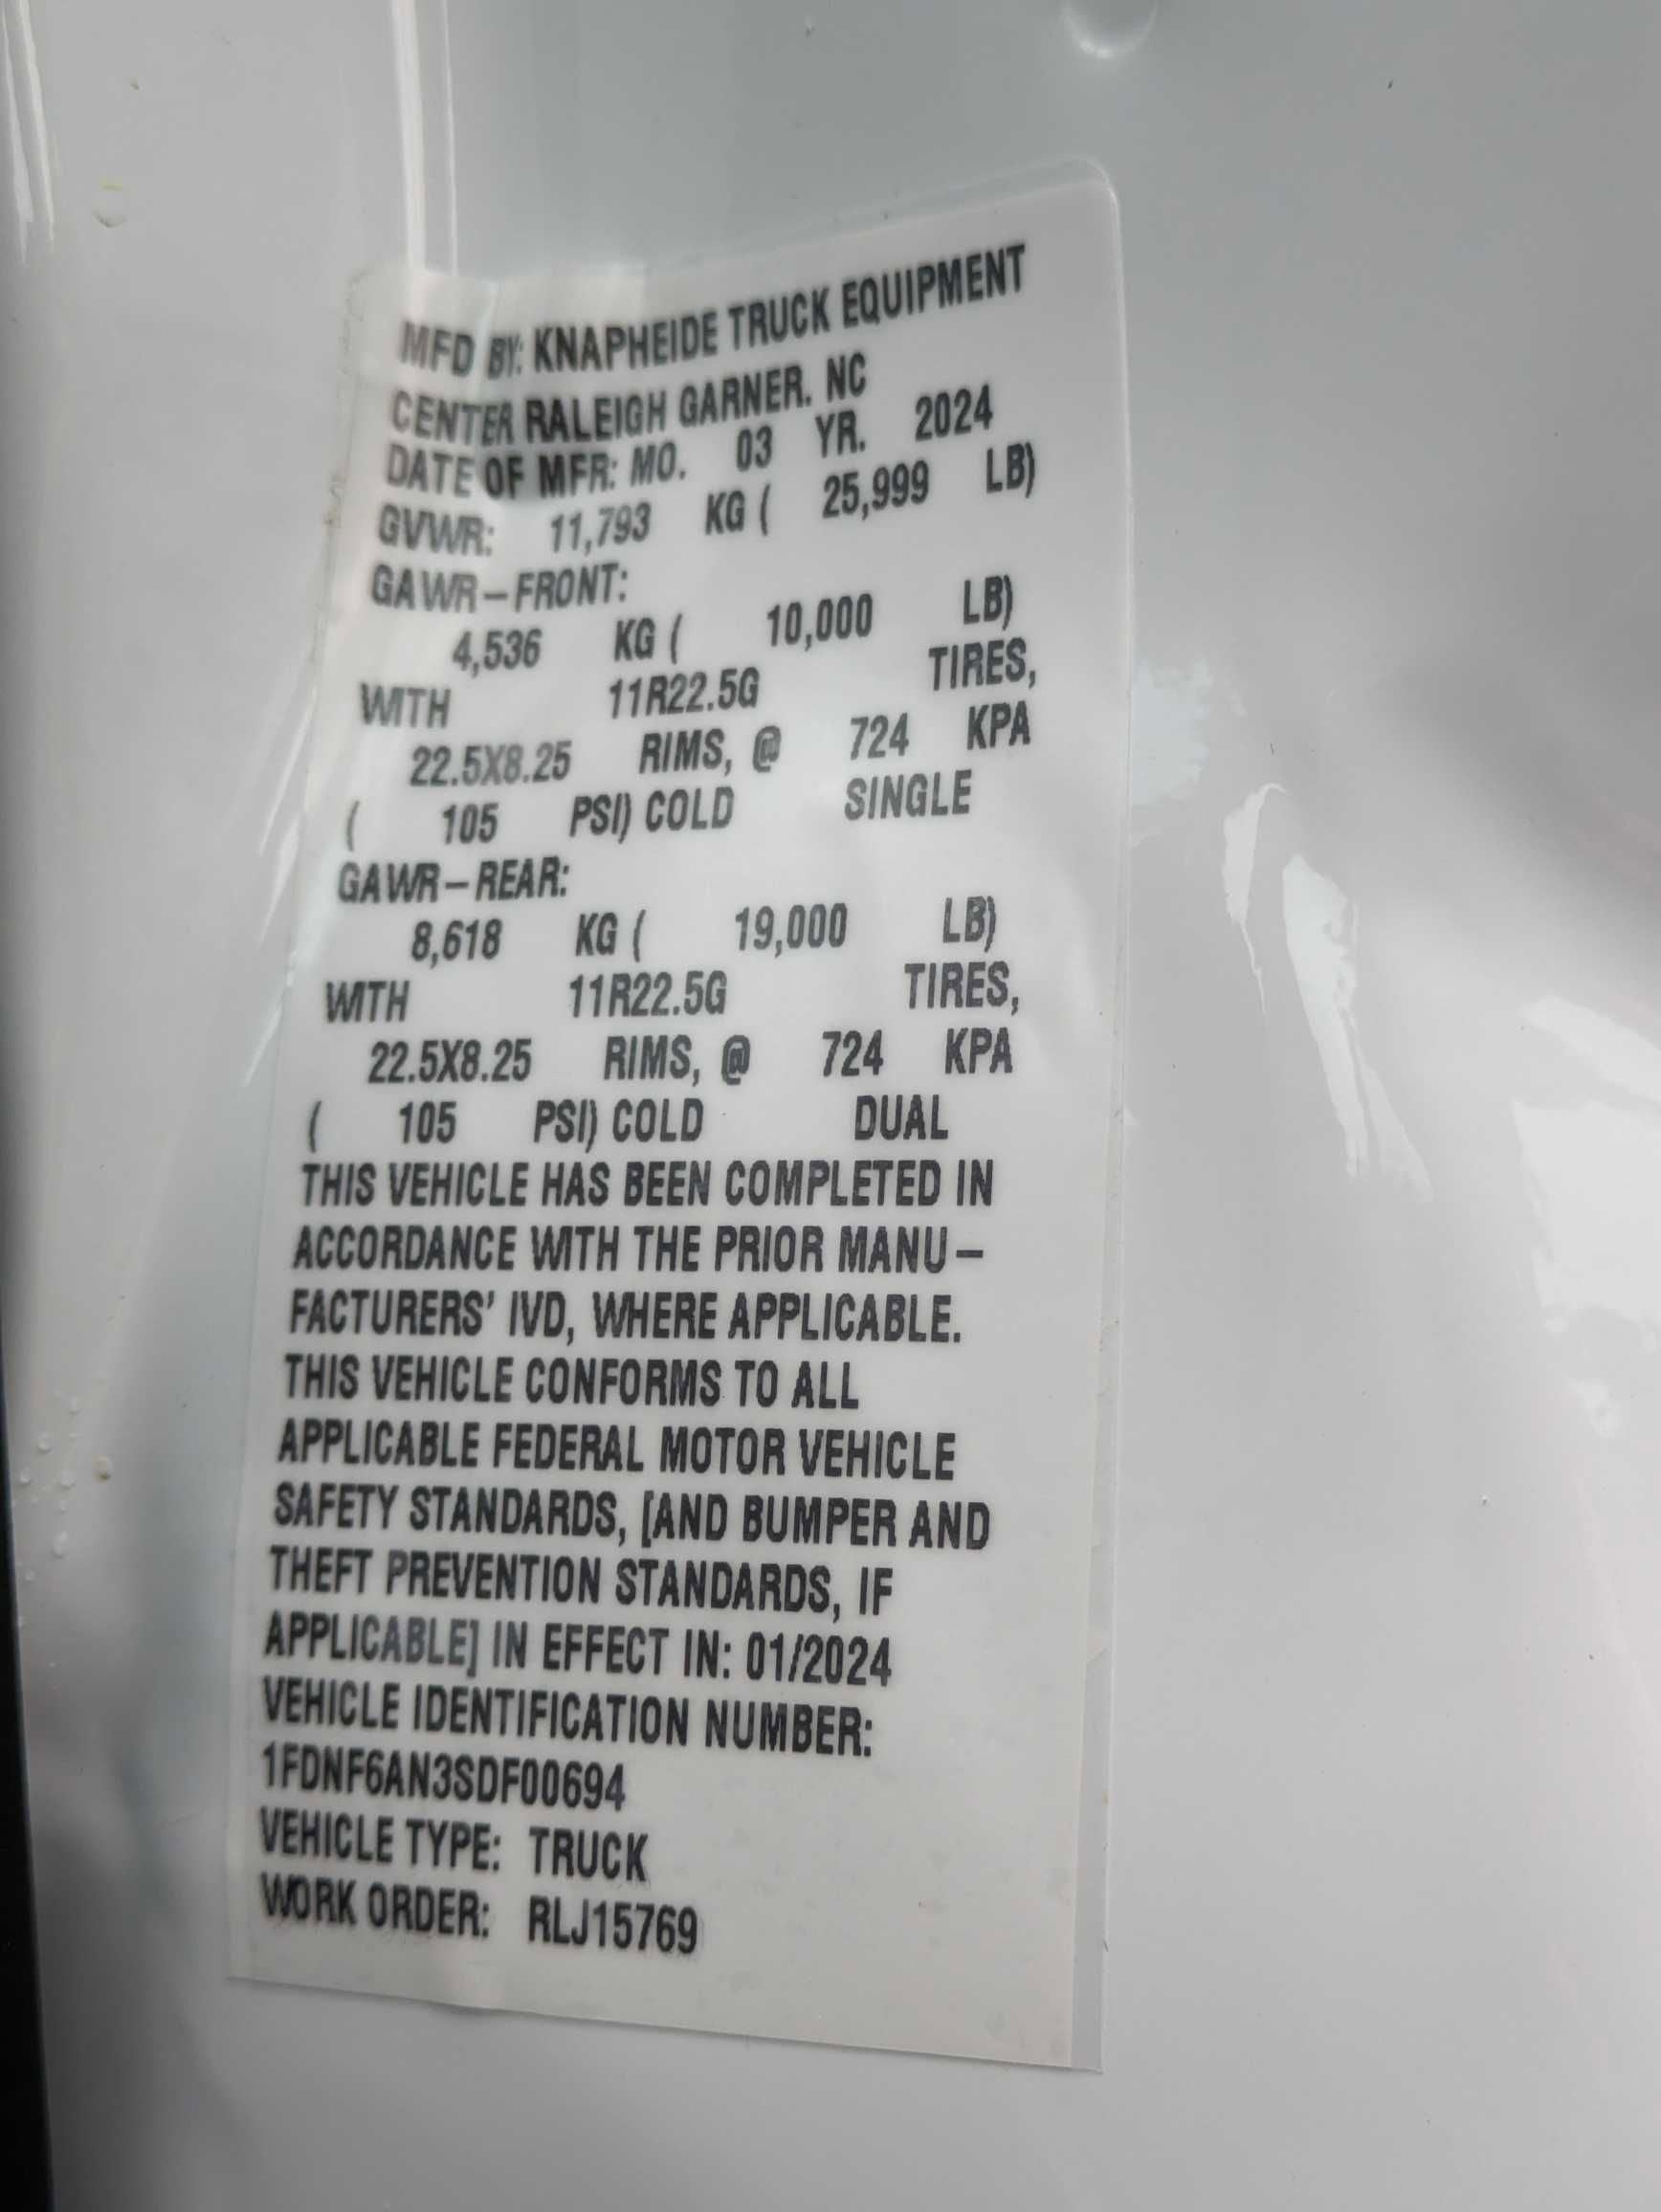 MFD BY: KNAPHEIDE TRUCK EQUIPMENT
CENTER RALEIGH GARNER. NC
DATE OF MFR: MO. 03 YR. 2024
GVWR: 11,793 KG ( 25,999 LB)
GAWR-FRONT:
4,536 KG ( 10,000 LB)
WITH 11R22.5G TIRES,
22.5X8.25 RIMS, @ 724 KPA
( 105 PSI) COLD SINGLE
GAWR-REAR:
8,618 KG ( 19,000 LB)
WITH 11R22.5G TIRES,
22.5X8.25 RIMS, @ 724 KPA
( 105 PSI) COLD DUAL
THIS VEHICLE HAS BEEN COMPLETED IN
ACCORDANCE WITH THE PRIOR MANU-
FACTURERS' IVD, WHERE APPLICABLE.
THIS VEHICLE CONFORMS TO ALL
APPLICABLE FEDERAL MOTOR VEHICLE
SAFETY STANDARDS, [AND BUMPER AND
THEFT PREVENTION STANDARDS, IF
APPLICABLE] IN EFFECT IN: 01/2024
VEHICLE IDENTIFICATION NUMBER:
1FDNF6AN3SDF00694
VEHICLE TYPE: TRUCK
WORK ORDER: RLJ15769